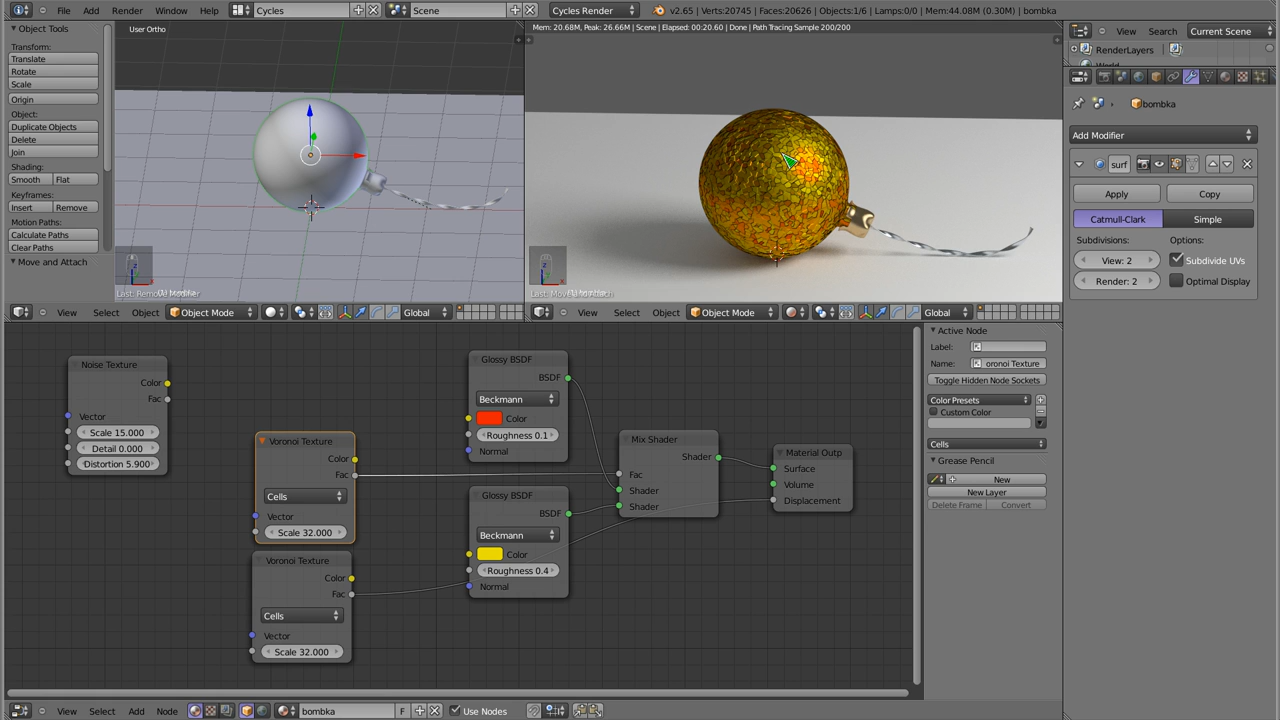 File Add Render Window Help Cycles Scene Cycles Render v2.65 | Verts:20745 | Faces:20626 | Objects:1/6 | Lamps:0/0 | Mem:44.08M (0.30M) | bombka
Object Tools
Transform:
Translate
Rotate
Scale
Origin
Object:
Duplicate Objects
Delete
Join
Shading:
Smooth Flat
Keyframes:
Insert Remove
Motion Paths:
Calculate Paths
Clear Paths
Move and Attach
User Ortho
Mem: 20.68M, Peak: 26.66M | Scene | Elapsed: 00:20.60 | Done | Path Tracing Sample 200/200
View Select Object Object Mode Global
View Select Object Object Mode Global
View Search Current Scene
RenderLayers
bombka
Add Modifier
surf
Apply Copy
Catmull-Clark Simple
Subdivisions: Options:
View: 2 Subdivide UVs
Render: 2 Optimal Display
Noise Texture
Color
Fac
Vector
Scale 15.000
Detail 0.000
Distortion 5.900
Voronoi Texture
Color
Fac
Cells
Vector
Scale 32.000
Voronoi Texture
Color
Fac
Cells
Vector
Scale 32.000
Glossy BSDF
BSDF
Beckmann
Color
Roughness 0.1
Normal
Glossy BSDF
BSDF
Beckmann
Color
Roughness 0.4
Normal
Mix Shader
Shader
Fac
Shader
Shader
Material Outp
Surface
Volume
Displacement
Active Node
Label:
Name: oronoi Texture
Toggle Hidden Node Sockets
Color Presets
Custom Color
Cells
Grease Pencil
New
New Layer
Delete Frame Convert
View Select Add Node bombka F Use Nodes